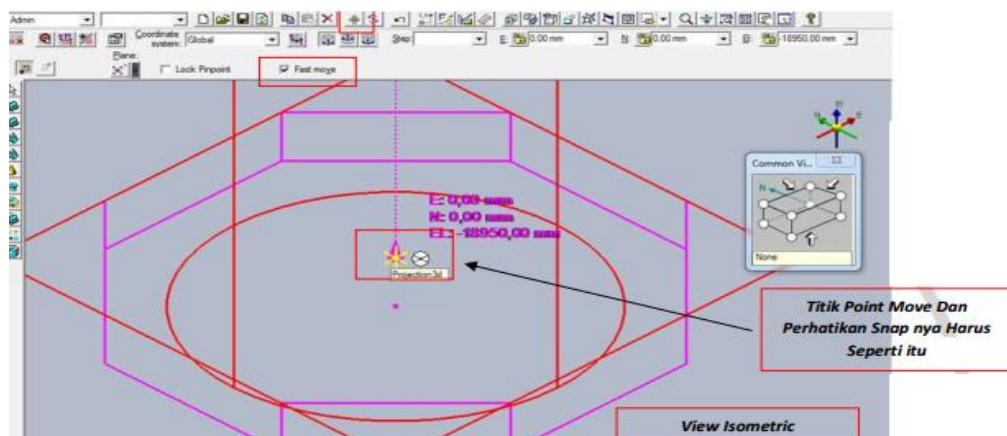 Admin
Coordinate system: Global
Step
E: 0,00 mm
N: 0,00 mm
El: -18950,00 mm
Plane:
Lock Pinpoint
Fast move
E: 0,00 mm
N: 0,00 mm
EL: -18950,00 mm
Projection3d
Common Vi...
N
None
Titik Point Move Dan
Perhatikan Snap nya Harus
Seperti itu
View Isometric